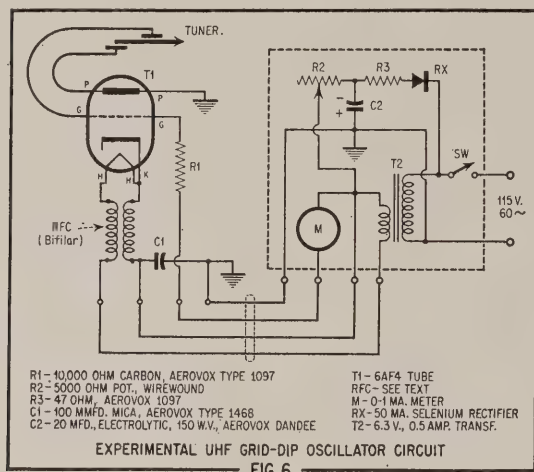 TUNER.
T1
P
P
G
G
H
H
K
R1
RFC
(Bifilar)
C1
R2
R3
RX
C2
T2
SW
M
115 V.
60~
R1-10,000 OHM CARBON, AEROVOX TYPE 1097
R2-5000 OHM POT., WIREWOUND
R3-47 OHM, AEROVOX 1097
C1-100 MMFD. MICA, AEROVOX TYPE 1468
C2-20 MFD., ELECTROLYTIC, 150 W.V., AEROVOX DANDEE
T1-6AF4 TUBE
RFC-SEE TEXT
M-0-1 MA. METER
RX-50 MA. SELENIUM RECTIFIER
T2-6.3 V., 0.5 AMP. TRANSF.
EXPERIMENTAL UHF GRID-DIP OSCILLATOR CIRCUIT
FIG. 6